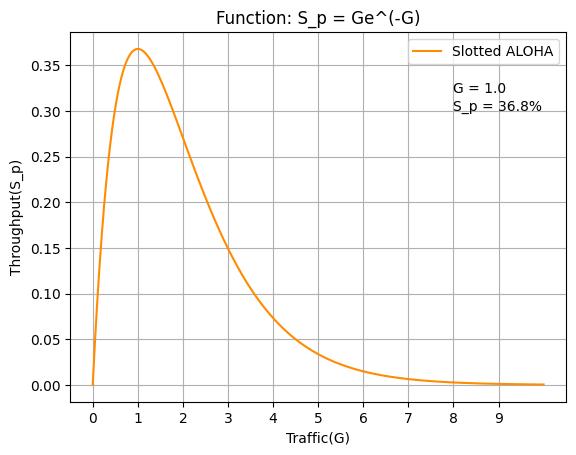 Function: S_p = Ge^(-G)
Slotted ALOHA
G = 1.0
S_p = 36.8%
Throughput(S_p)
0.35
0.30
0.25
0.20
0.15
0.10
0.05
0.00
0 1 2 3 4 5 6 7 8 9
Traffic(G)